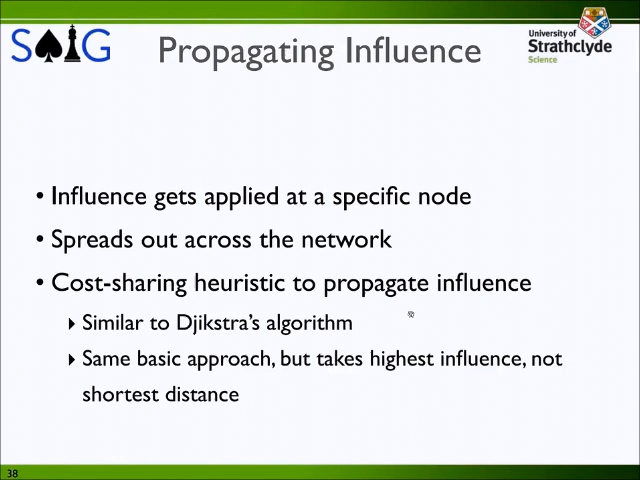 SAIG
Propagating Influence
University of
Strathclyde
Science
• Influence gets applied at a specific node
• Spreads out across the network
• Cost-sharing heuristic to propagate influence
Similar to Djikstra's algorithm
Same basic approach, but takes highest influence, not
shortest distance
38